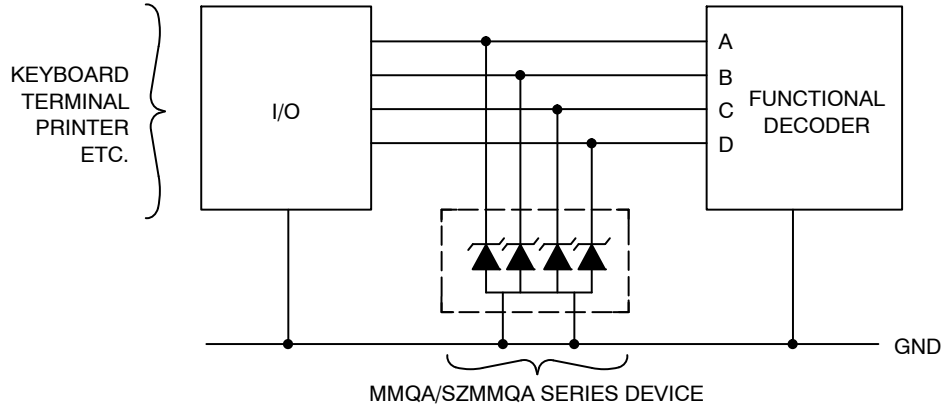 KEYBOARD
TERMINAL
PRINTER
ETC.
I/O
A
B
C
D
FUNCTIONAL
DECODER
GND
MMQA/SZMMQA SERIES DEVICE